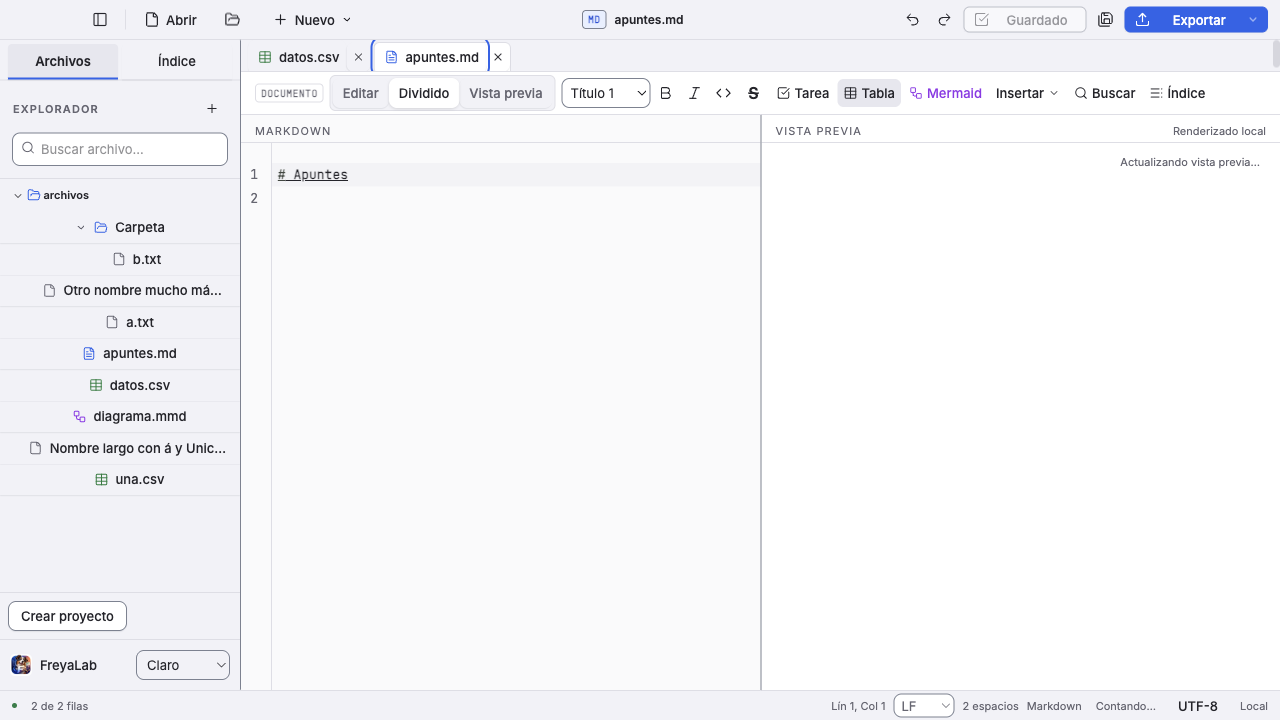 Abrir
Nuevo
MD apuntes.md
Guardado
Exportar
Archivos
Índice
datos.csv
apuntes.md
EXPLORADOR
DOCUMENTO
Editar
Dividido
Vista previa
Título 1
B
I
S
Tarea
Tabla
Mermaid
Insertar
Buscar
Índice
Buscar archivo...
MARKDOWN
VISTA PREVIA
Renderizado local
Actualizando vista previa...
1 # Apuntes
2
archivos
Carpeta
b.txt
Otro nombre mucho má...
a.txt
apuntes.md
datos.csv
diagrama.mmd
Nombre largo con á y Unic...
una.csv
Crear proyecto
FreyaLab
Claro
2 de 2 filas
Lín 1, Col 1
LF
2 espacios
Markdown
Contando...
UTF-8
Local